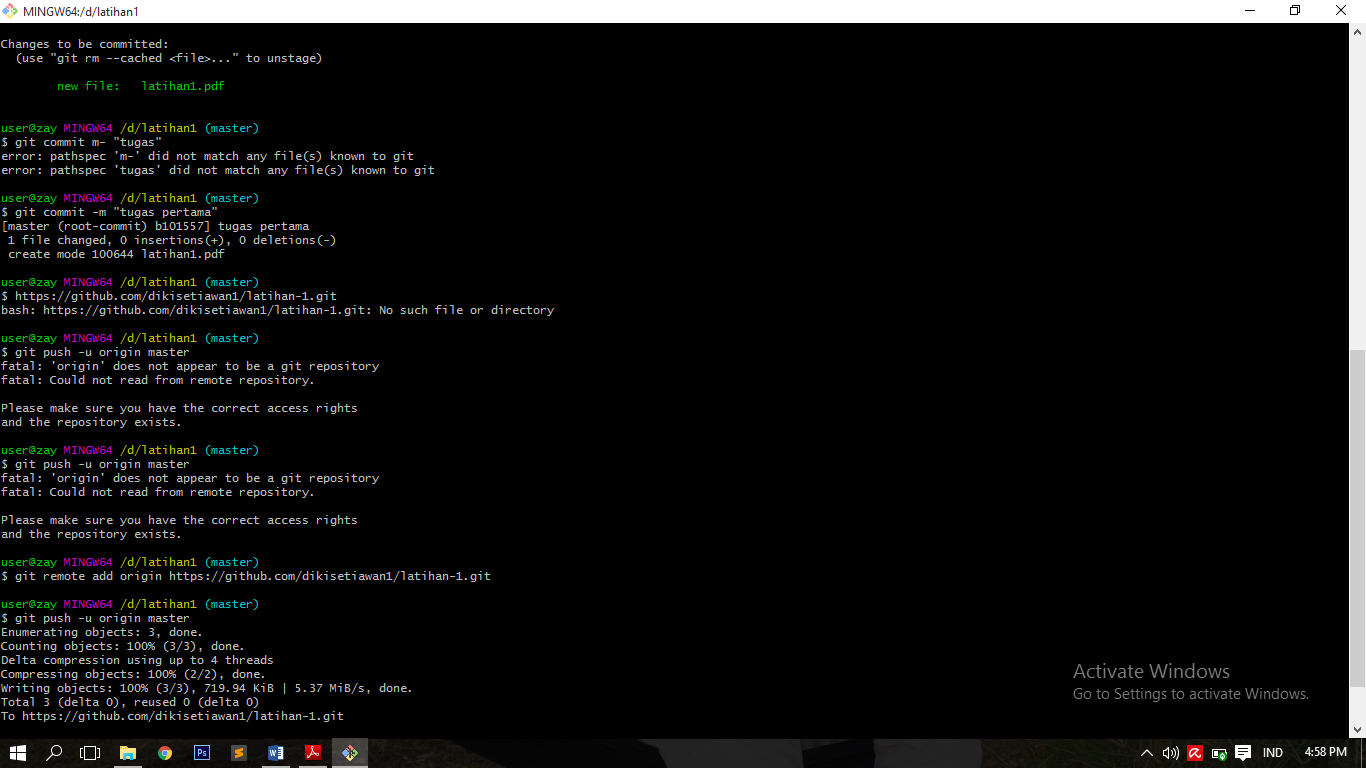 MINGW64:/d/latihan1
Changes to be committed:
  (use "git rm --cached <file>..." to unstage)
        new file:   latihan1.pdf
user@zay MINGW64 /d/latihan1 (master)
$ git commit m- "tugas"
error: pathspec 'm-' did not match any file(s) known to git
error: pathspec 'tugas' did not match any file(s) known to git
user@zay MINGW64 /d/latihan1 (master)
$ git commit -m "tugas pertama"
[master (root-commit) b101557] tugas pertama
 1 file changed, 0 insertions(+), 0 deletions(-)
 create mode 100644 latihan1.pdf
user@zay MINGW64 /d/latihan1 (master)
$ https://github.com/dikisetiawan1/latihan-1.git
bash: https://github.com/dikisetiawan1/latihan-1.git: No such file or directory
user@zay MINGW64 /d/latihan1 (master)
$ git push -u origin master
fatal: 'origin' does not appear to be a git repository
fatal: Could not read from remote repository.
Please make sure you have the correct access rights
and the repository exists.
user@zay MINGW64 /d/latihan1 (master)
$ git push -u origin master
fatal: 'origin' does not appear to be a git repository
fatal: Could not read from remote repository.
Please make sure you have the correct access rights
and the repository exists.
user@zay MINGW64 /d/latihan1 (master)
$ git remote add origin https://github.com/dikisetiawan1/latihan-1.git
user@zay MINGW64 /d/latihan1 (master)
$ git push -u origin master
Enumerating objects: 3, done.
Counting objects: 100% (3/3), done.
Delta compression using up to 4 threads
Compressing objects: 100% (2/2), done.
Writing objects: 100% (3/3), 719.94 KiB | 5.37 MiB/s, done.
Total 3 (delta 0), reused 0 (delta 0)
To https://github.com/dikisetiawan1/latihan-1.git
Activate Windows
Go to Settings to activate Windows.
Ps
IND
4:58 PM